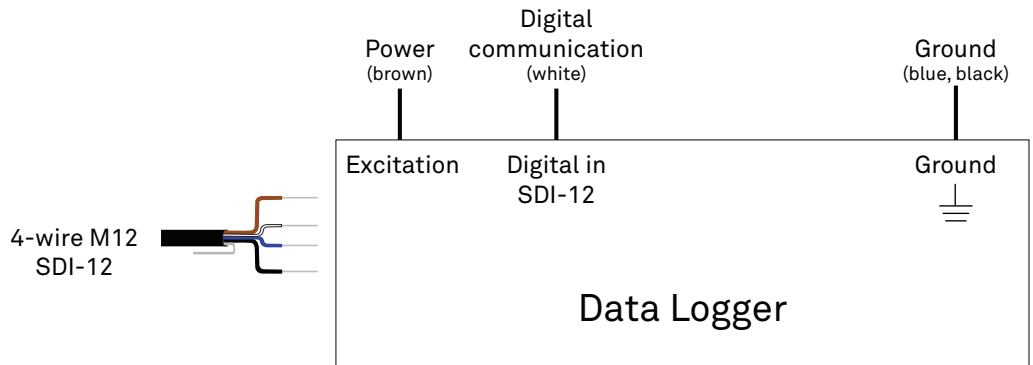 Digital
Power communication Ground
(brown) (white) (blue, black)
Excitation Digital in Ground
SDI-12
4-wire M12
SDI-12
Data Logger